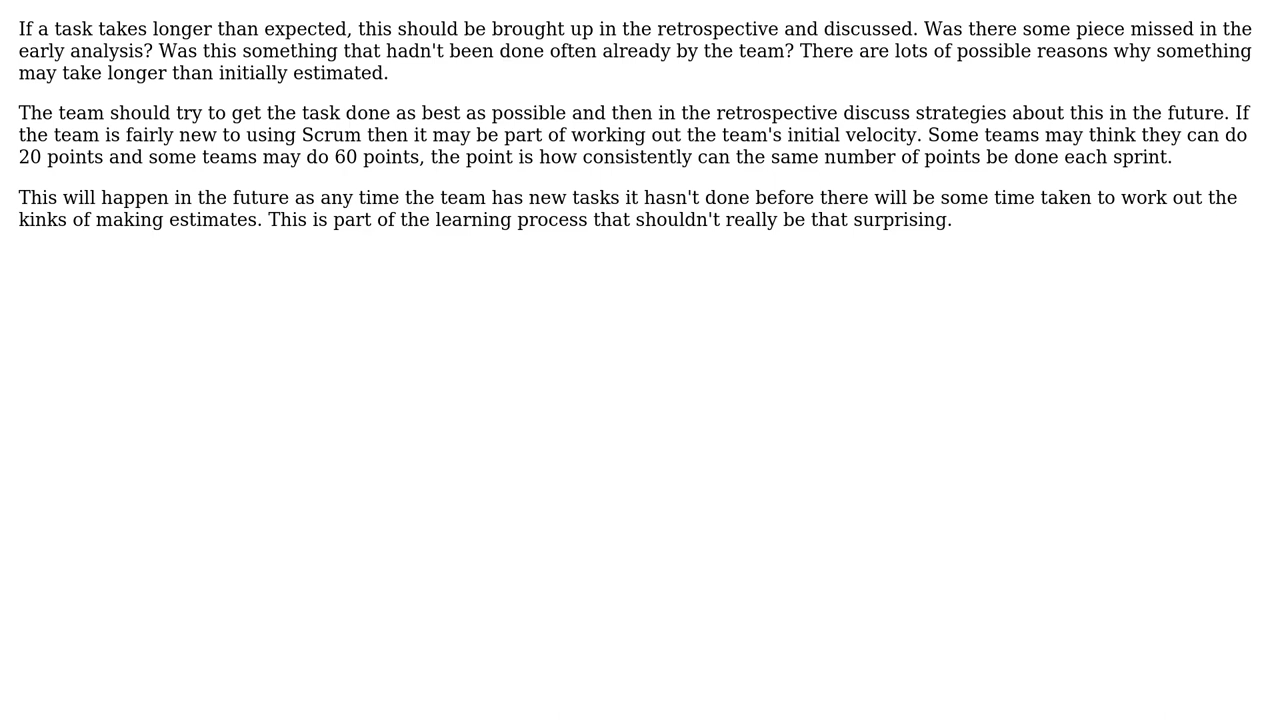 If a task takes longer than expected, this should be brought up in the retrospective and discussed. Was there some piece missed in the
early analysis? Was this something that hadn't been done often already by the team? There are lots of possible reasons why something
may take longer than initially estimated.
The team should try to get the task done as best as possible and then in the retrospective discuss strategies about this in the future. If
the team is fairly new to using Scrum then it may be part of working out the team's initial velocity. Some teams may think they can do
20 points and some teams may do 60 points, the point is how consistently can the same number of points be done each sprint.
This will happen in the future as any time the team has new tasks it hasn't done before there will be some time taken to work out the
kinks of making estimates. This is part of the learning process that shouldn't really be that surprising.